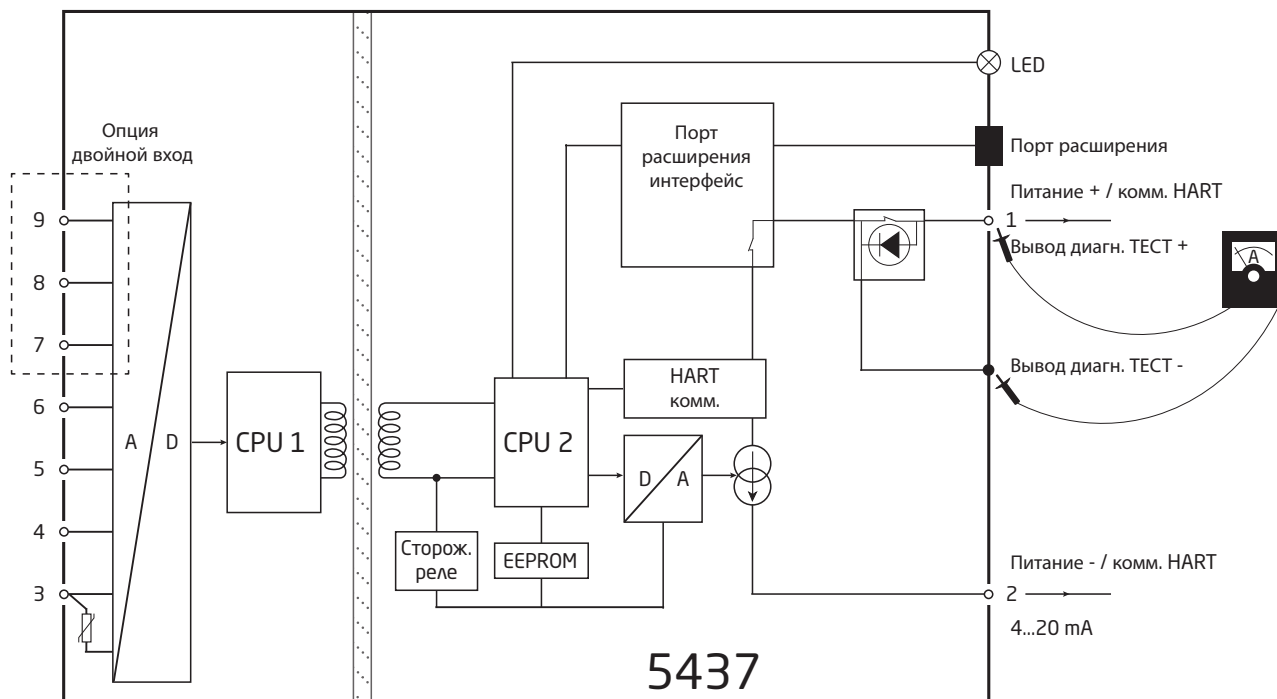 LED
Опция
двойной вход
Порт
расширения
интерфейс
Порт расширения
Питание + / комм. HART
9
1
Вывод диагн. ТЕСТ +
A
8
7
HART
комм.
Вывод диагн. ТЕСТ -
6
A
D
CPU 1
CPU 2
5
D
A
4
Сторож.
реле
EEPROM
Питание - / комм. HART
3
2
4...20 mA
5437